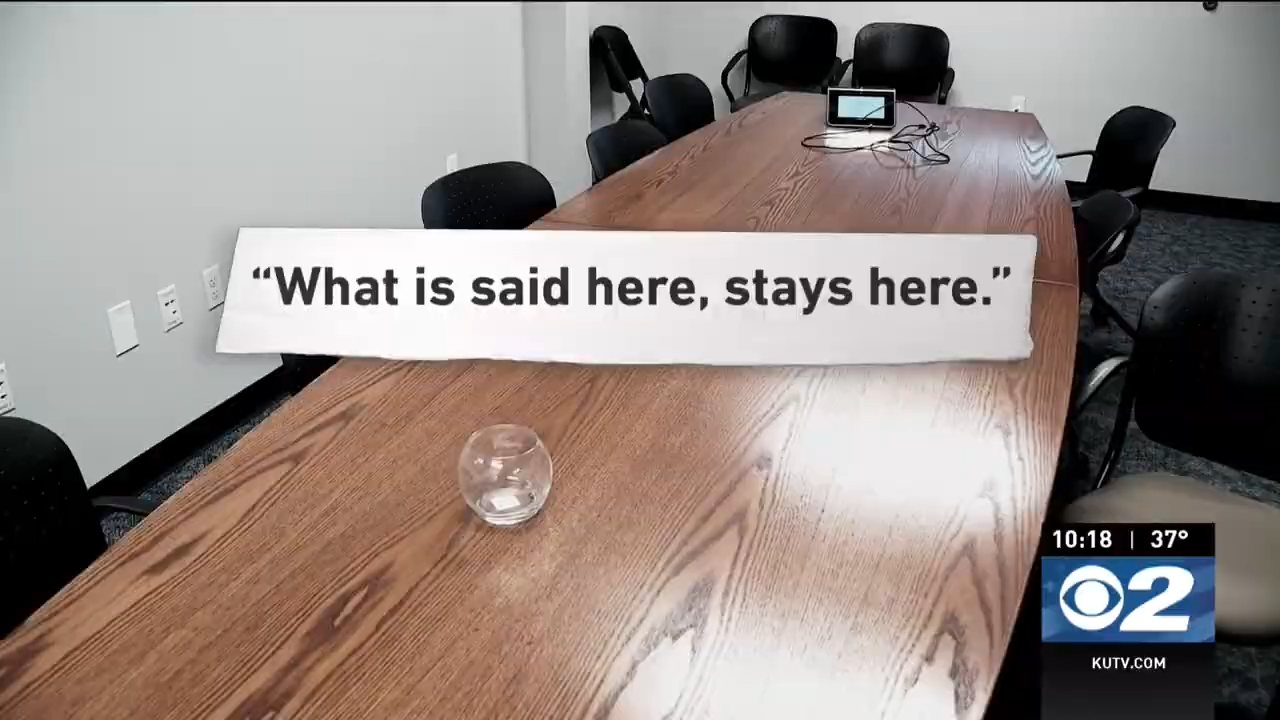 “What is said here, stays here.”
10:18 | 37°
2
KUTV.COM